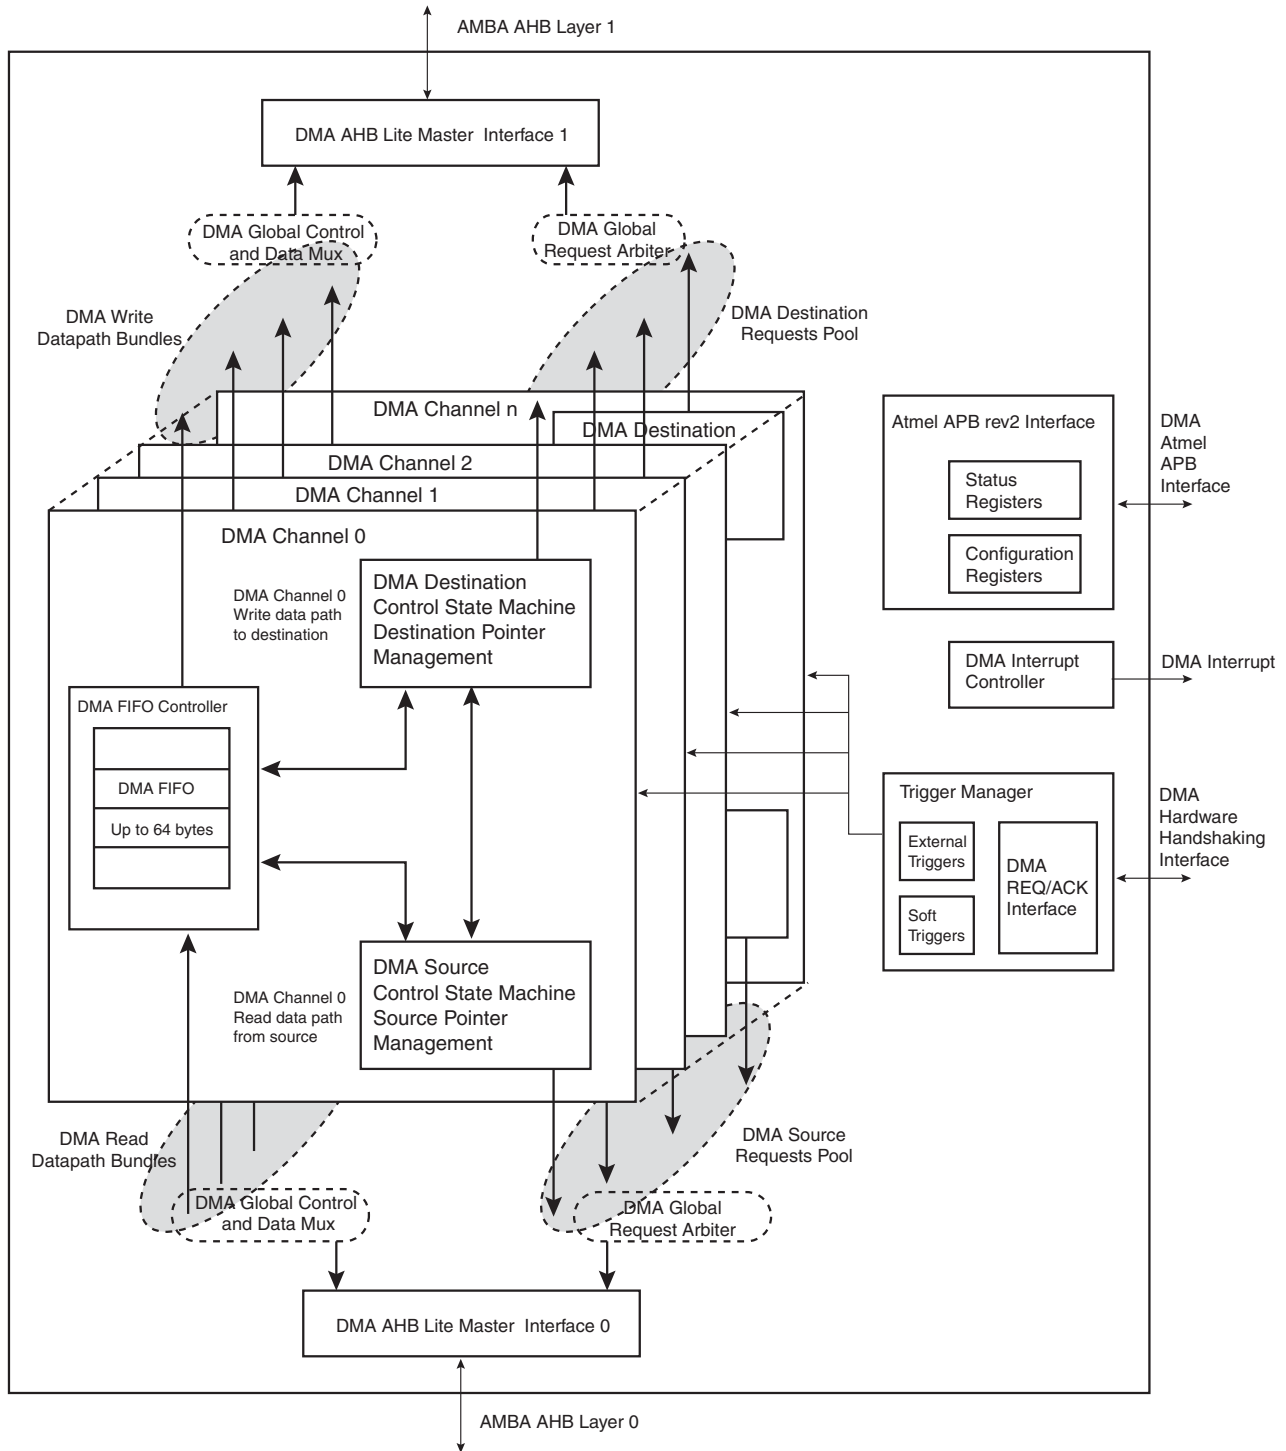 AMBA AHB Layer 1
DMA AHB Lite Master Interface 1
DMA Global Control
and Data Mux
DMA Global
Request Arbiter
DMA Write
Datapath Bundles
DMA Destination
Requests Pool
DMA Channel n
DMA Destination
DMA Channel 2
DMA Channel 1
DMA Channel 0
DMA Destination
Control State Machine
Destination Pointer
Management
DMA Channel 0
Write data path
to destination
DMA FIFO Controller
DMA FIFO
Up to 64 bytes
DMA Source
Control State Machine
Source Pointer
Management
DMA Channel 0
Read data path
from source
Atmel APB rev2 Interface
Status
Registers
Configuration
Registers
DMA
Atmel
APB
Interface
DMA Interrupt
Controller
DMA Interrupt
Trigger Manager
External
Triggers
Soft
Triggers
DMA
REQ/ACK
Interface
DMA
Hardware
Handshaking
Interface
DMA Read
Datapath Bundles
DMA Source
Requests Pool
DMA Global Control
and Data Mux
DMA Global
Request Arbiter
DMA AHB Lite Master Interface 0
AMBA AHB Layer 0